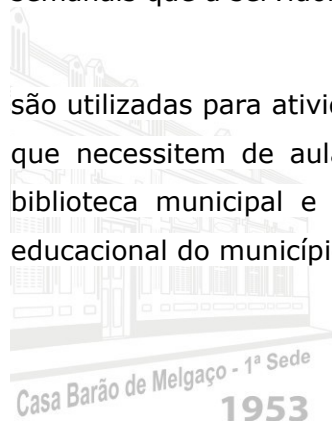 são utilizadas para
que necessitem de
biblioteca municipal e
educacional do
Casa Barão de Melgaço - 1ª Sede
1953